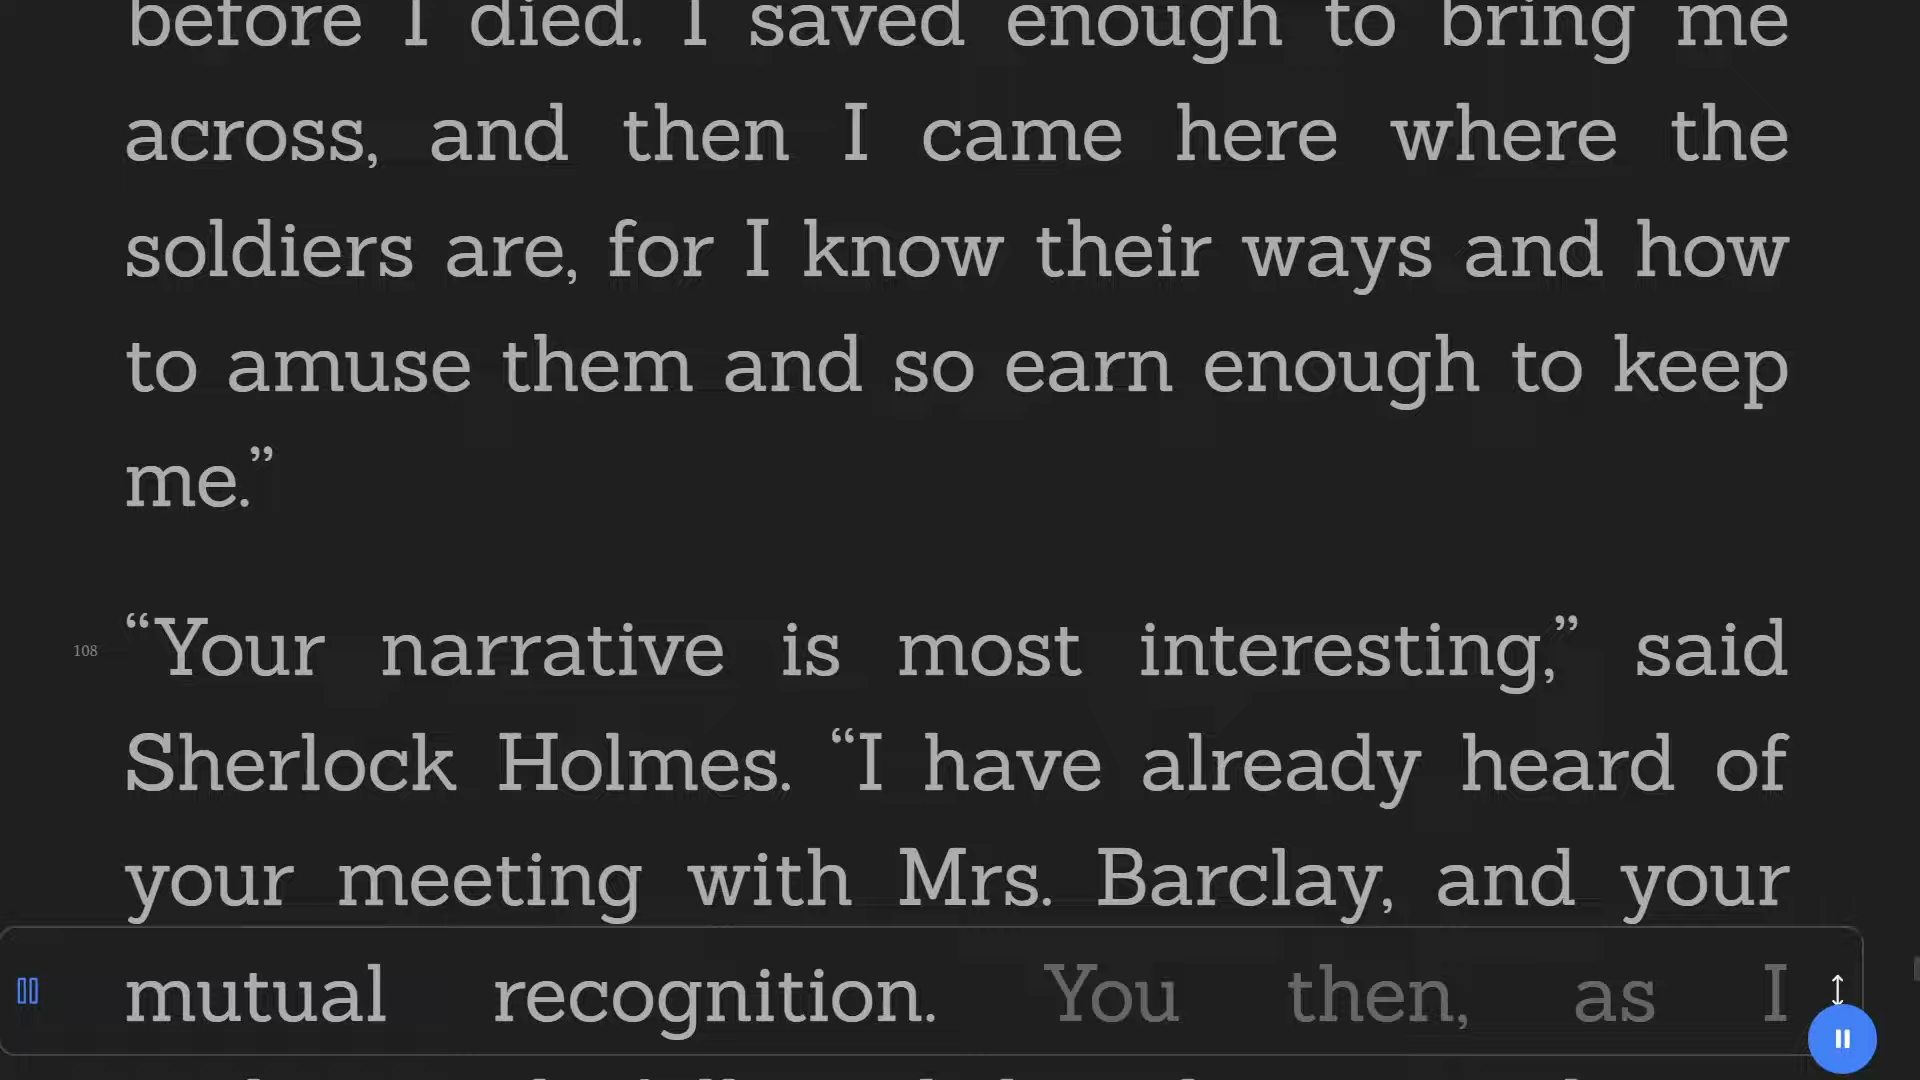 before I died. I saved enough to bring me
across, and then I came here where the
soldiers are, for I know their ways and how
to amuse them and so earn enough to keep
me.”
108
“Your narrative is most interesting,” said
Sherlock Holmes. “I have already heard of
your meeting with Mrs. Barclay, and your
mutual recognition. You then, as I